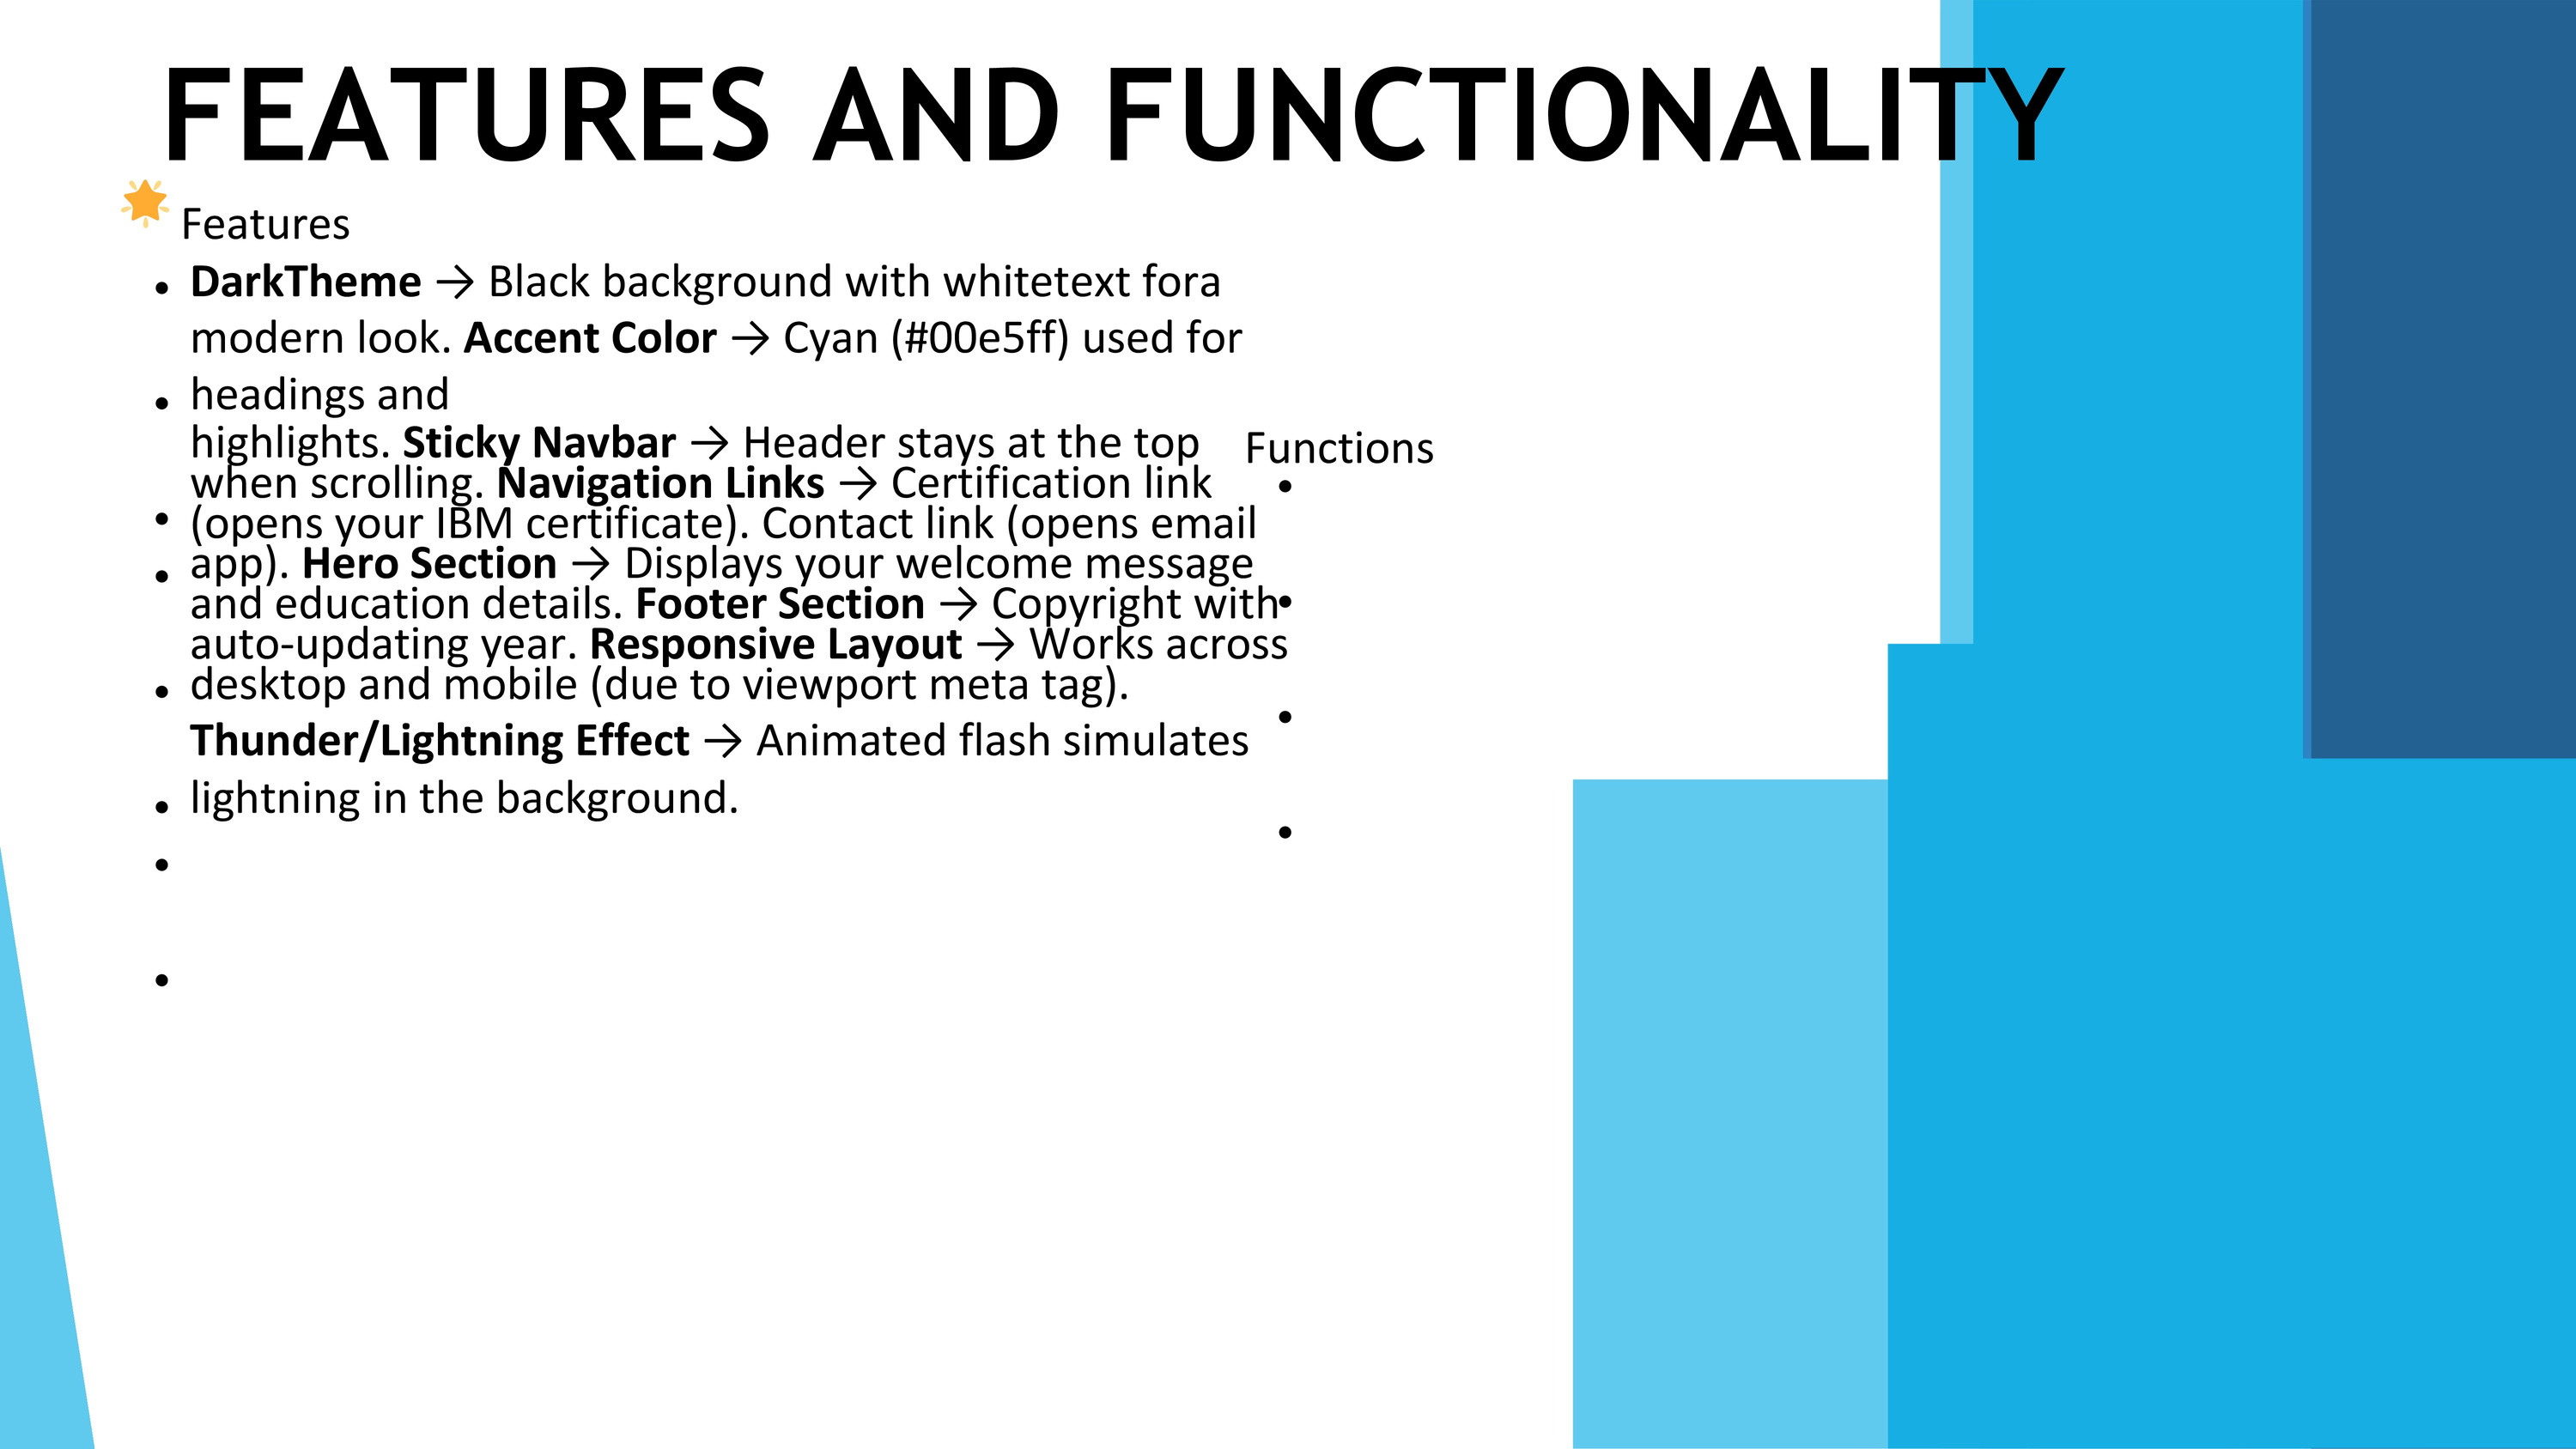 FEATURES AND FUNCTIONALITY
Features
• DarkTheme → Black background with whitetext fora
modern look. Accent Color → Cyan (#00e5ff) used for
• headings and
highlights. Sticky Navbar → Header stays at the top
when scrolling. Navigation Links → Certification link
• (opens your IBM certificate). Contact link (opens email
• app). Hero Section → Displays your welcome message
and education details. Footer Section → Copyright with
auto-updating year. Responsive Layout → Works across
• desktop and mobile (due to viewport meta tag).
Thunder/Lightning Effect → Animated flash simulates
• lightning in the background.
•
•
Functions
•
•
•
•